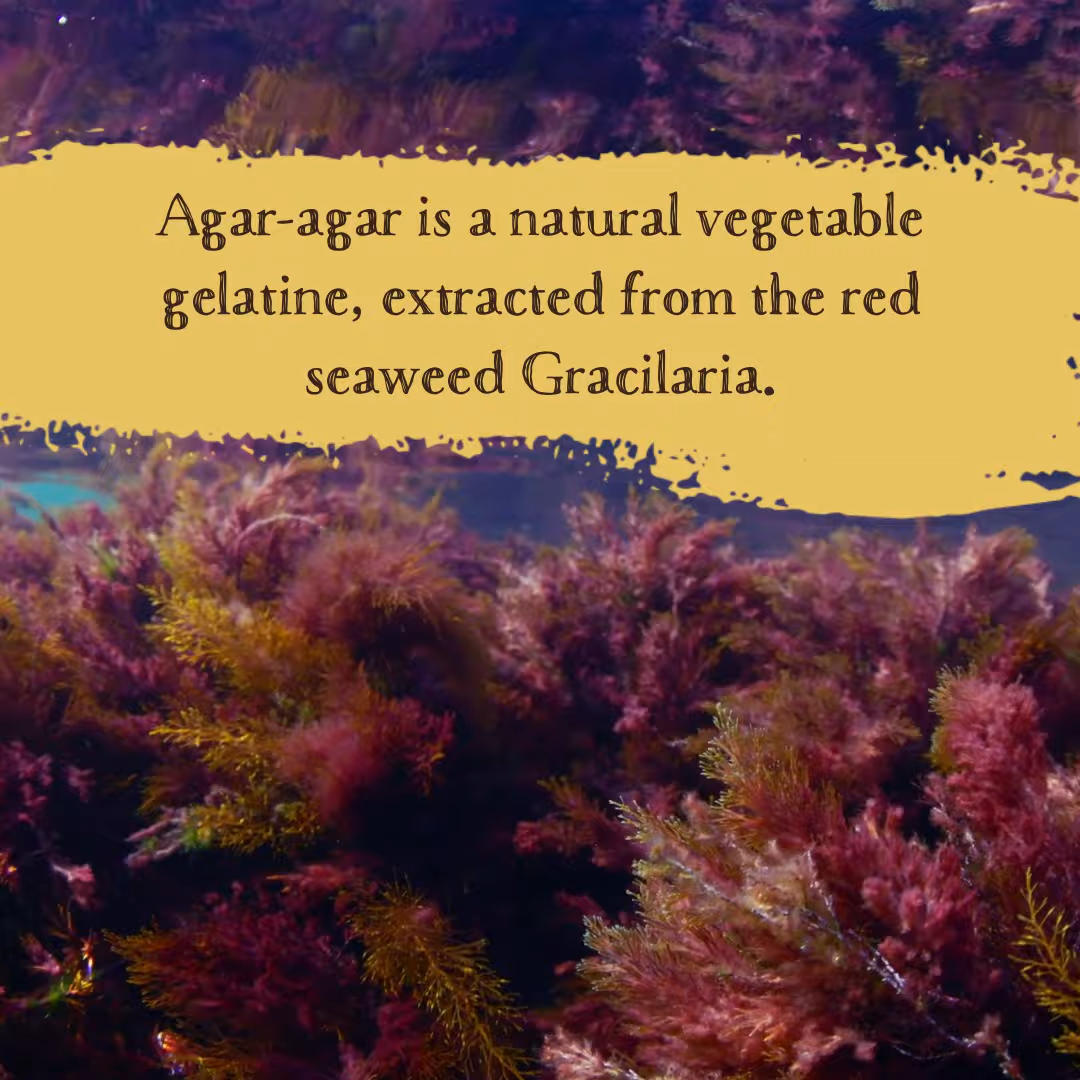 Agar-agar is a natural vegetable
gelatine, extracted from the red
seaweed Gracilaria.